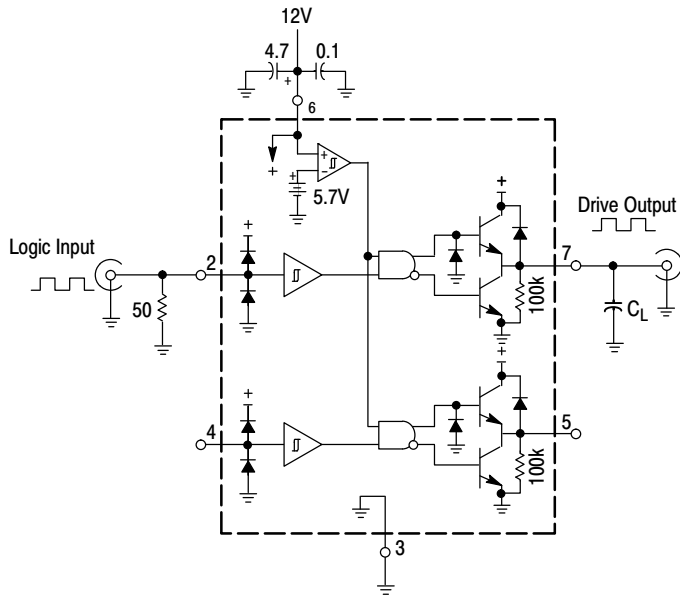 12V
4.7
0.1
+
6
+
+
–
+
5.7V
+
Drive Output
Logic Input
+
2
7
50
100k
CL
+
+
4
5
100k
3